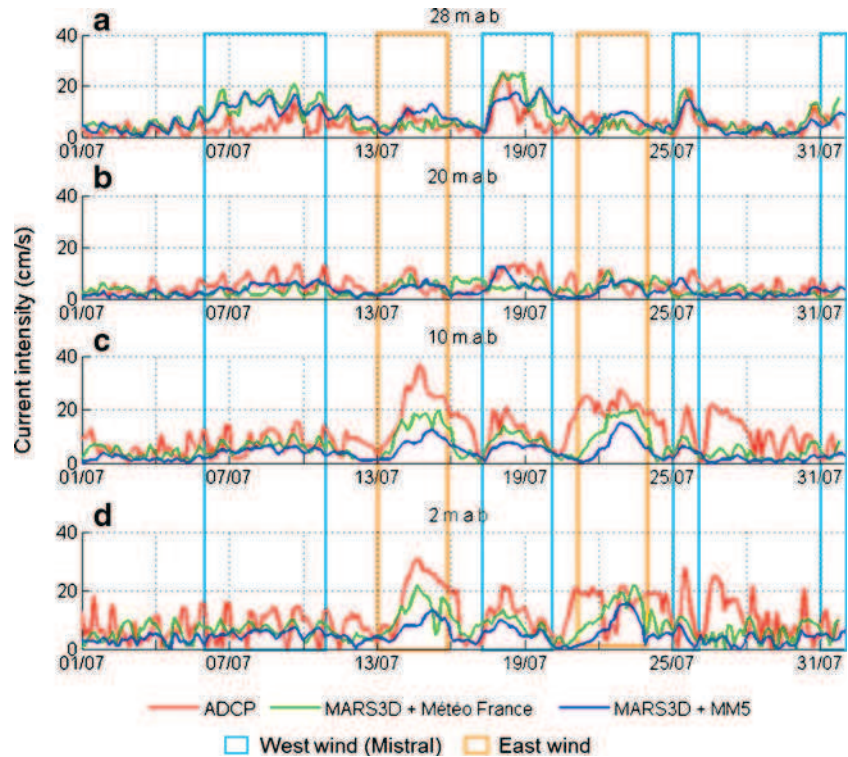 a
28 m a b
Current intensity (cm/s)
40
20
0
01/07 07/07 13/07 19/07 25/07 31/07
b
20 m a b
40
20
0
01/07 07/07 13/07 19/07 25/07 31/07
c
10 m a b
40
20
0
01/07 07/07 13/07 19/07 25/07 31/07
d
2 m a b
40
20
0
01/07 07/07 13/07 19/07 25/07 31/07
ADCP MARS3D + Météo France MARS3D + MM5
West wind (Mistral) East wind